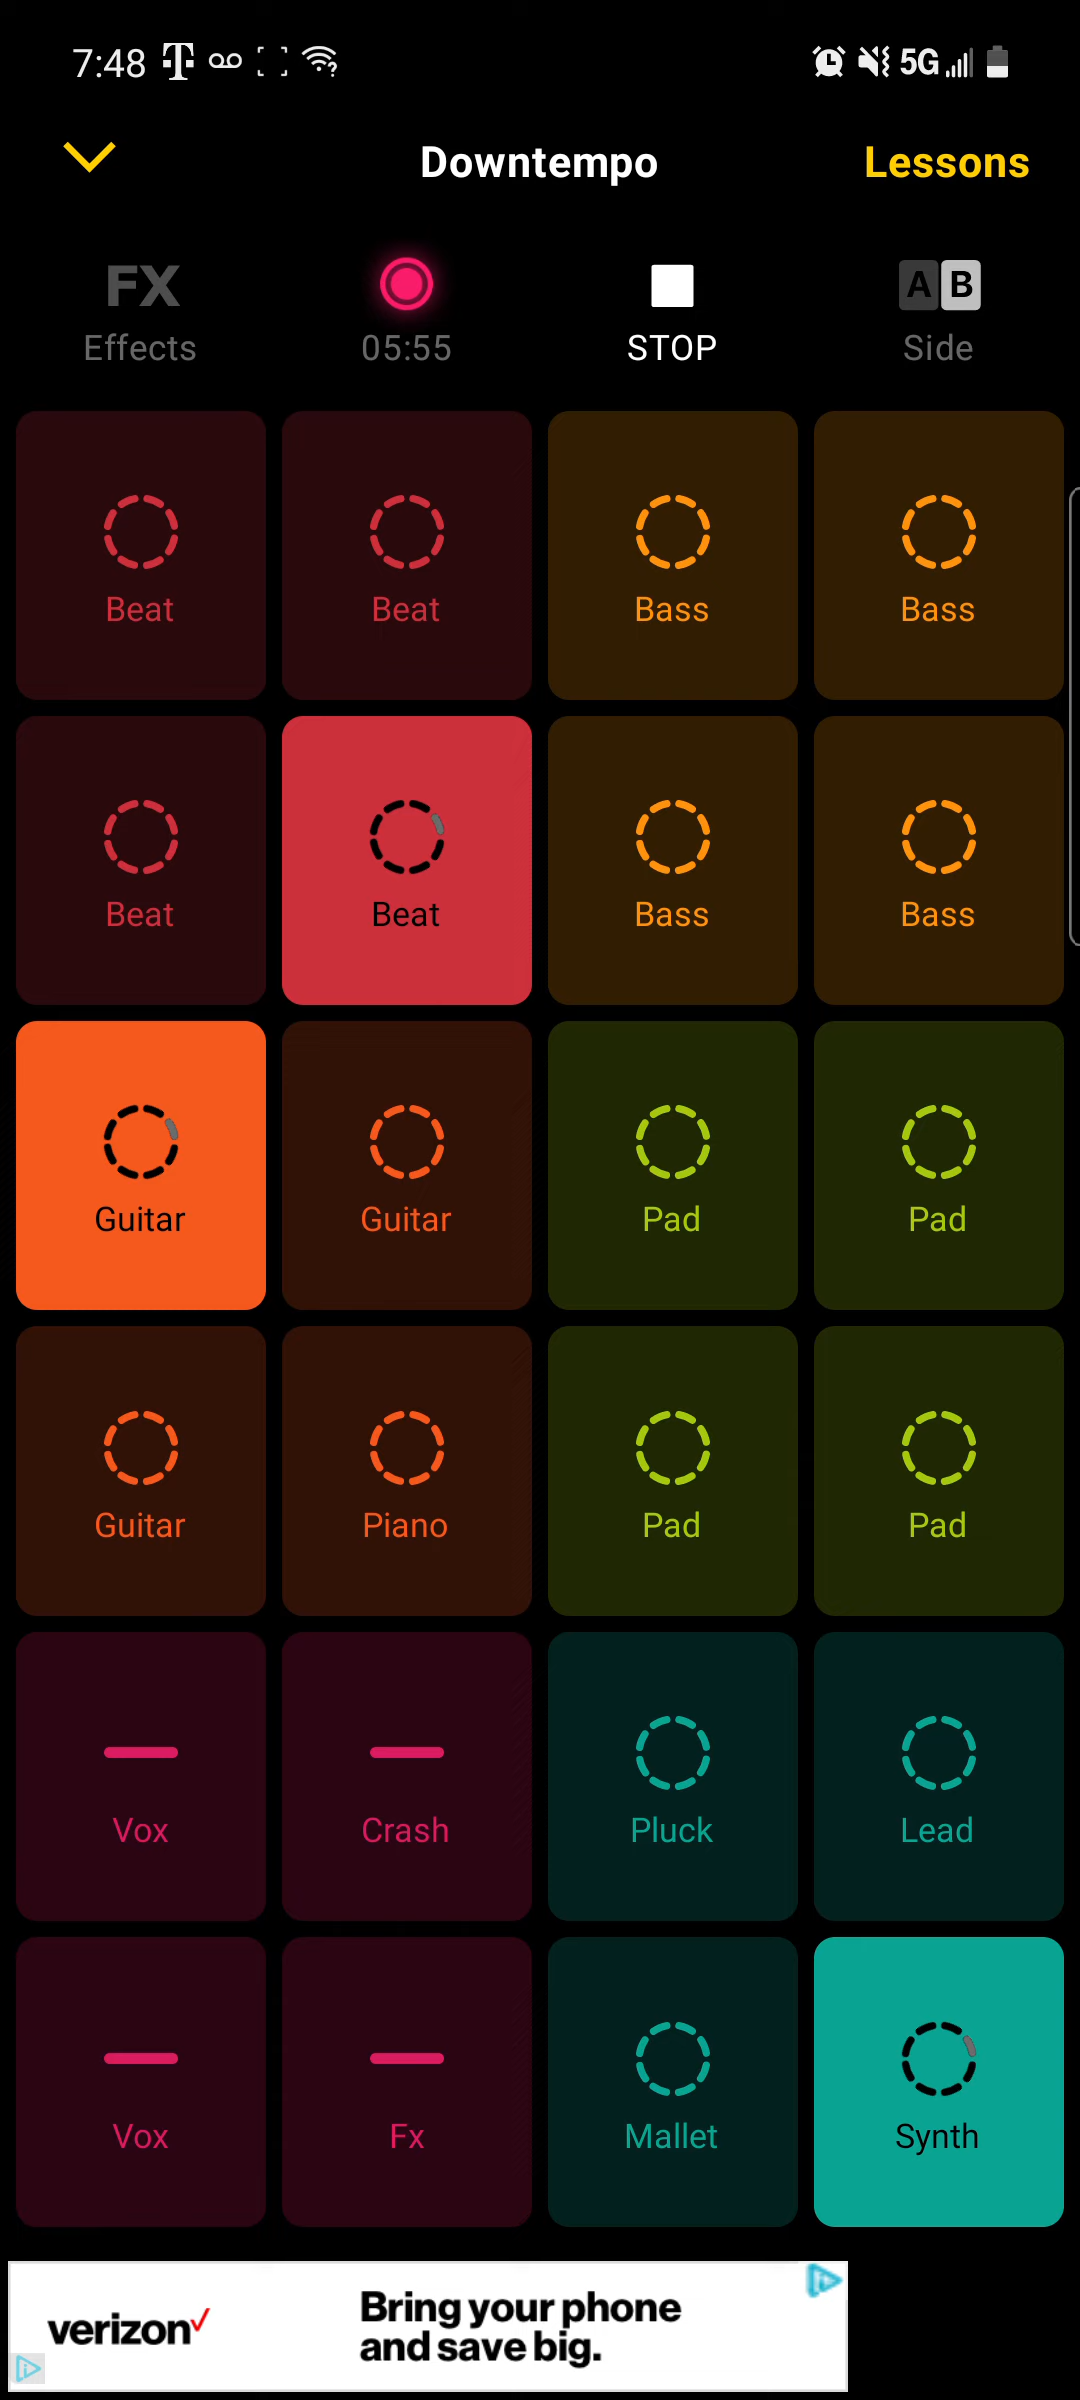 7:48 5G
Downtempo Lessons
FX A B
Effects 05:55 STOP Side
Beat Beat Bass Bass
Beat Beat Bass Bass
Guitar Guitar Pad Pad
Guitar Piano Pad Pad
Vox Crash Pluck Lead
Vox Fx Mallet Synth
verizon
Bring your phone
and save big.